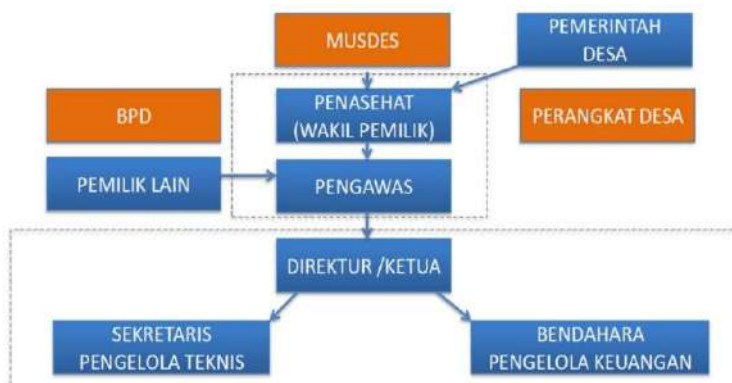 MUSDES
PEMERINTAH
DESA
BPD
PENASEHAT
(WAKIL PEMILIK)
PERANGKAT DESA
PEMILIK LAIN
PENGAWAS
DIREKTUR /KETUA
SEKRETARIS
PENGELOLA TEKNIS
BENDAHARA
PENGELOLA KEUANGAN